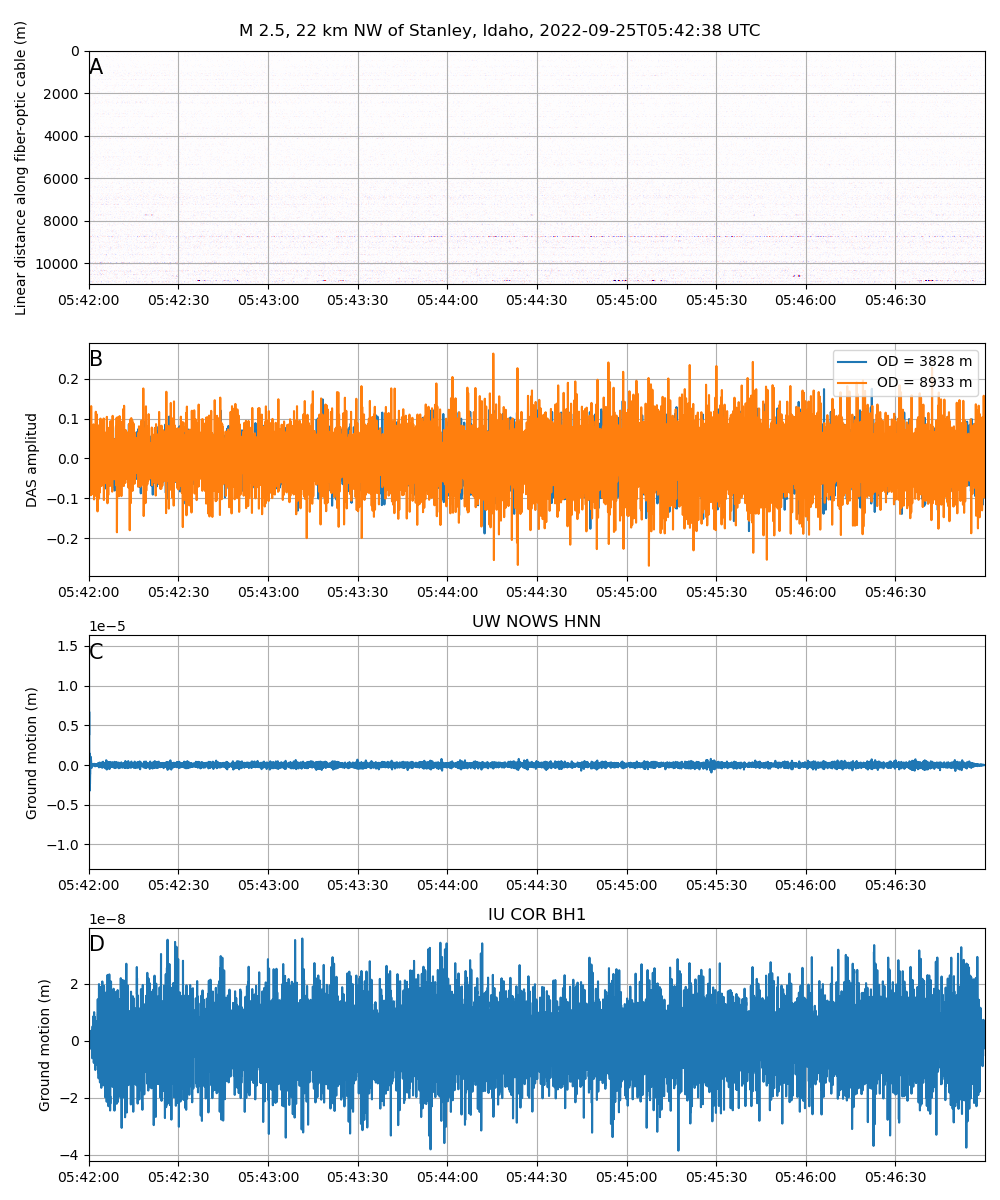 M 2.5, 22 km NW of Stanley, Idaho, 2022-09-25T05:42:38 UTC
A
Linear distance along fiber-optic cable (m)
0
2000
4000
6000
8000
10000
05:42:00 05:42:30 05:43:00 05:43:30 05:44:00 05:44:30 05:45:00 05:45:30 05:46:00 05:46:30
B
OD = 3828 m
OD = 8933 m
DAS amplitud
0.2
0.1
0.0
−0.1
−0.2
05:42:00 05:42:30 05:43:00 05:43:30 05:44:00 05:44:30 05:45:00 05:45:30 05:46:00 05:46:30
UW NOWS HNN
1e−5
C
Ground motion (m)
1.5
1.0
0.5
0.0
−0.5
−1.0
05:42:00 05:42:30 05:43:00 05:43:30 05:44:00 05:44:30 05:45:00 05:45:30 05:46:00 05:46:30
IU COR BH1
1e−8
D
Ground motion (m)
2
0
−2
−4
05:42:00 05:42:30 05:43:00 05:43:30 05:44:00 05:44:30 05:45:00 05:45:30 05:46:00 05:46:30